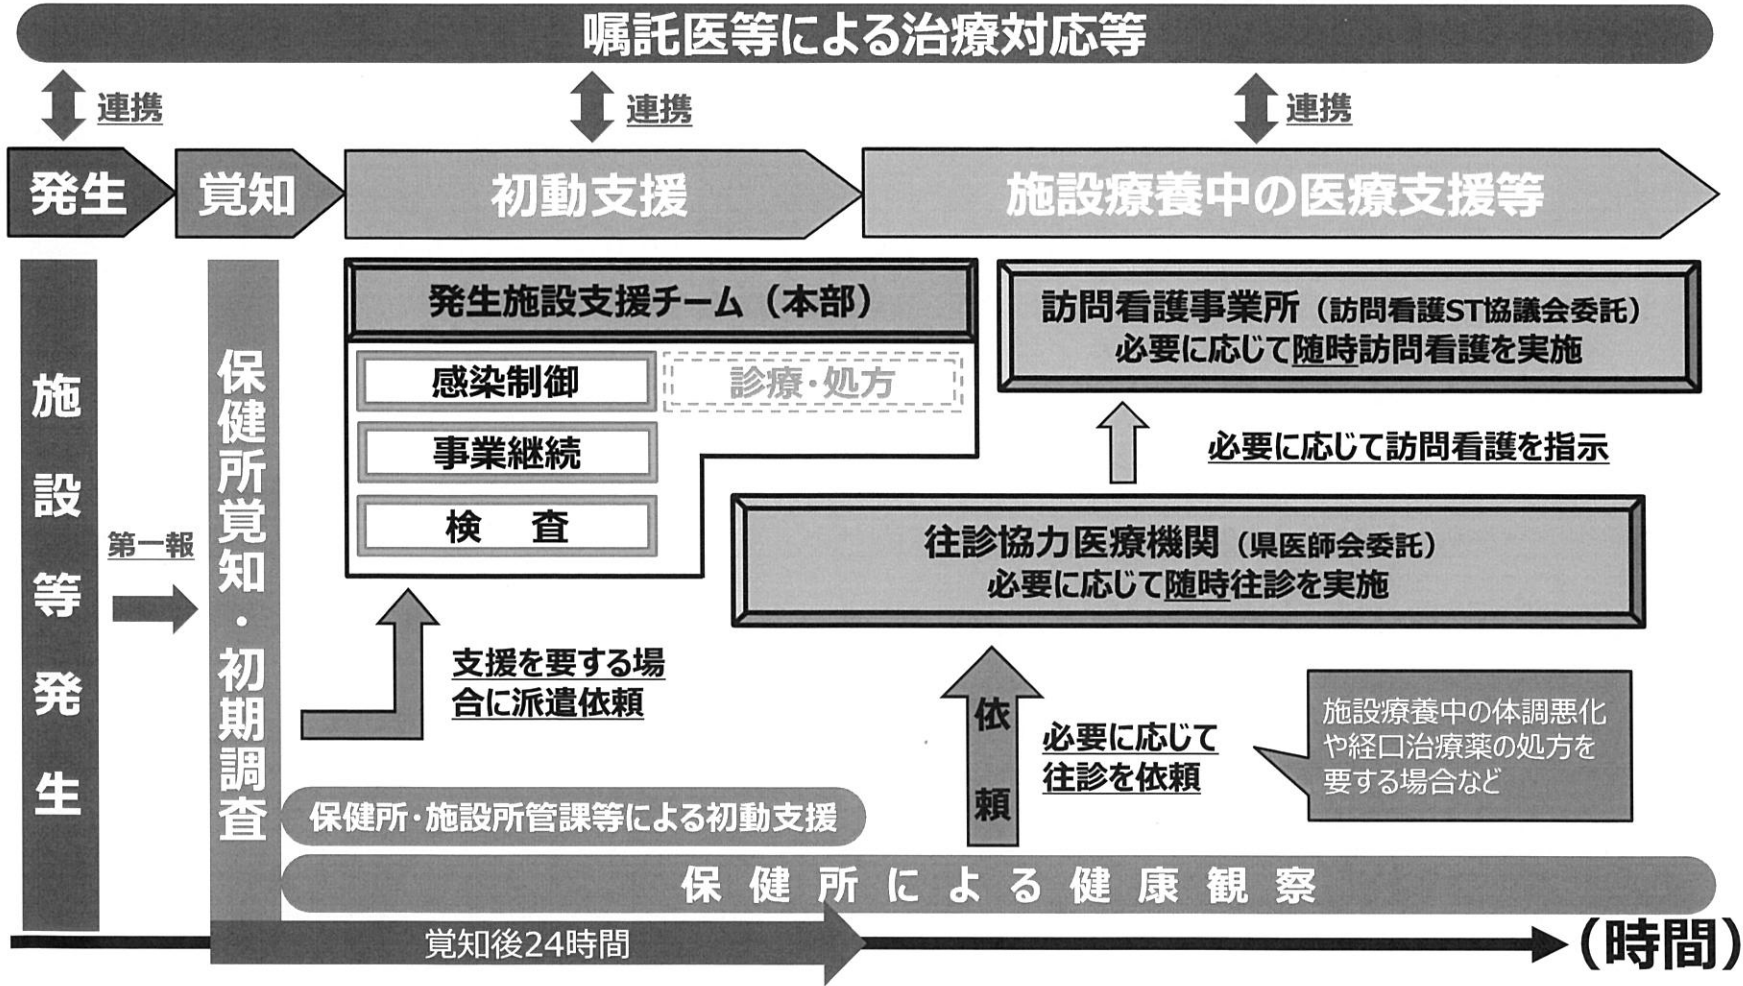 嘱託医等による治療対応等
連携
連携
連携
発生
覚知
初動支援
施設療養中の医療支援等
施設等発生
第一報
保健所覚知・初期調査
発生施設支援チーム（本部）
感染制御
診療・処方
事業継続
検　査
支援を要する場
合に派遣依頼
訪問看護事業所（訪問看護ST協議会委託）
必要に応じて随時訪問看護を実施
必要に応じて訪問看護を指示
往診協力医療機関（県医師会委託）
必要に応じて随時往診を実施
依頼
必要に応じて
往診を依頼
施設療養中の体調悪化
や経口治療薬の処方を
要する場合など
保健所・施設所管課等による初動支援
保健所による健康観察
覚知後24時間
（時間）